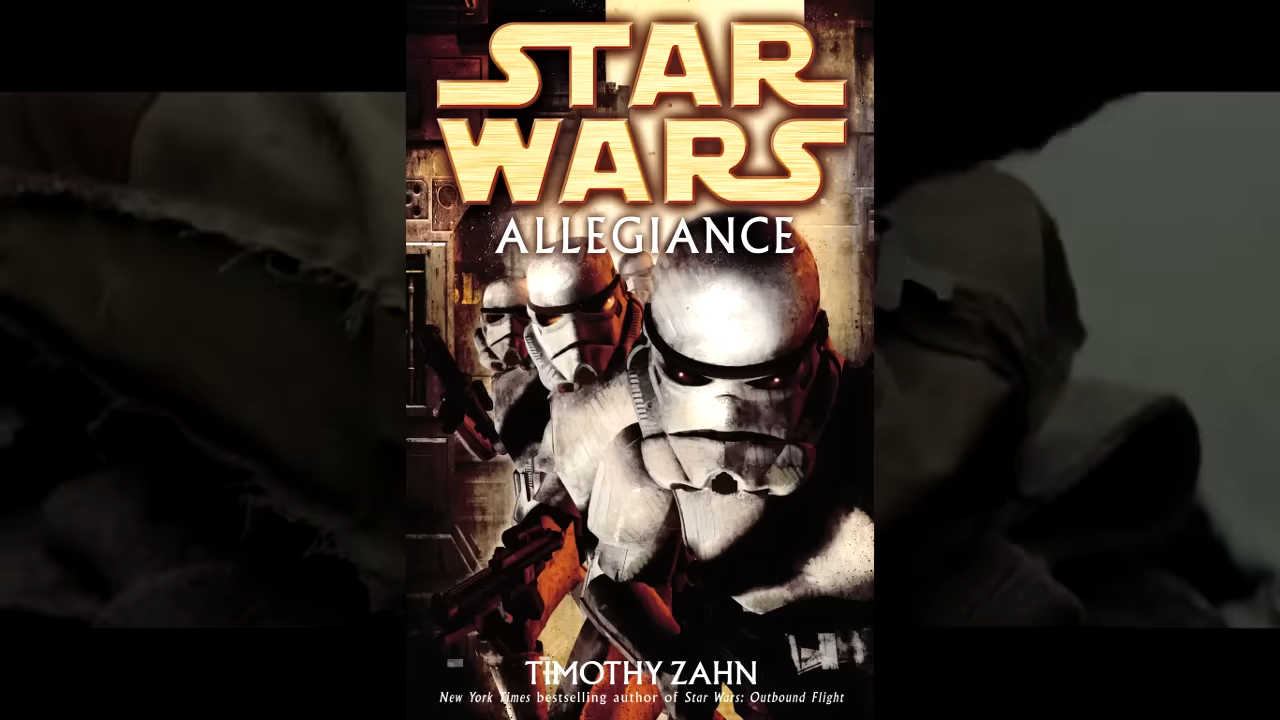 STAR
WARS
ALLEGIANCE
TIMOTHY ZAHN
New York Times bestselling author of Star Wars: Outbound Flight